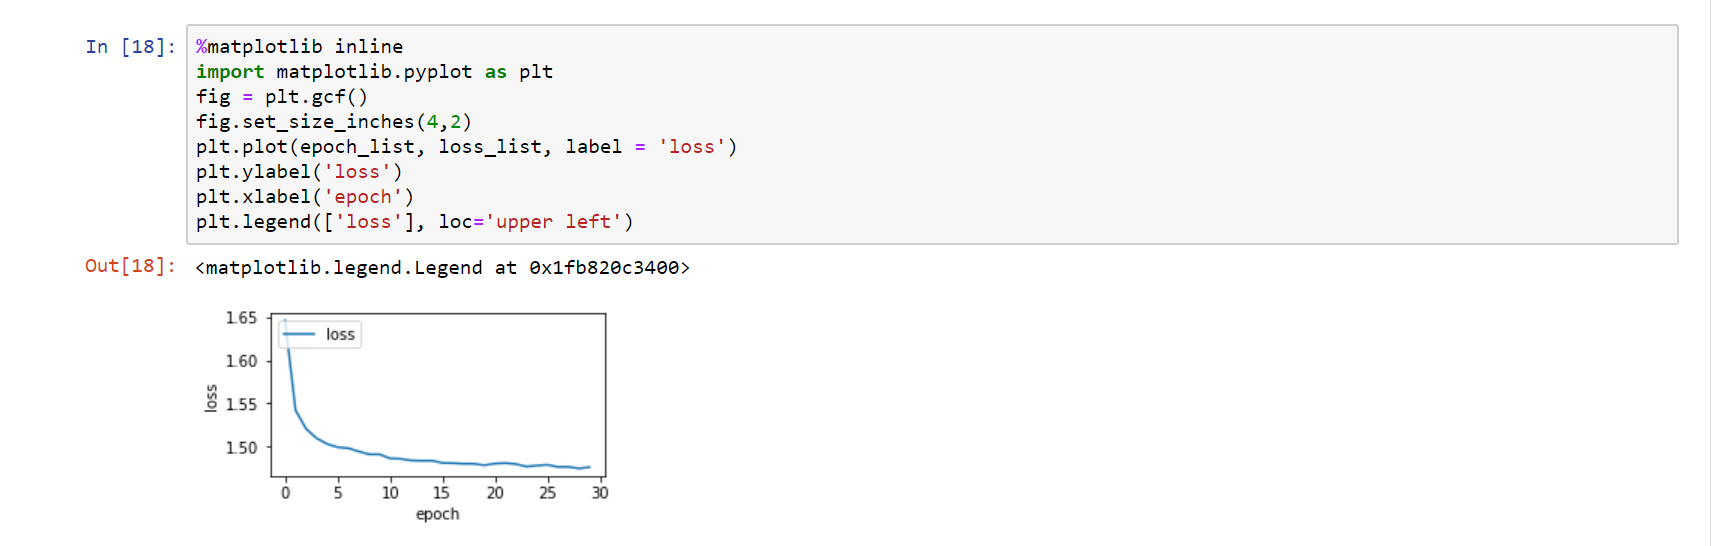 In [18]: %matplotlib inline
import matplotlib.pyplot as plt
fig = plt.gcf()
fig.set_size_inches(4,2)
plt.plot(epoch_list, loss_list, label = 'loss')
plt.ylabel('loss')
plt.xlabel('epoch')
plt.legend(['loss'], loc='upper left')
Out[18]: <matplotlib.legend.Legend at 0x1fb820c3400>
1.65
loss
1.60
loss
1.55
1.50
0 5 10 15 20 25 30
epoch